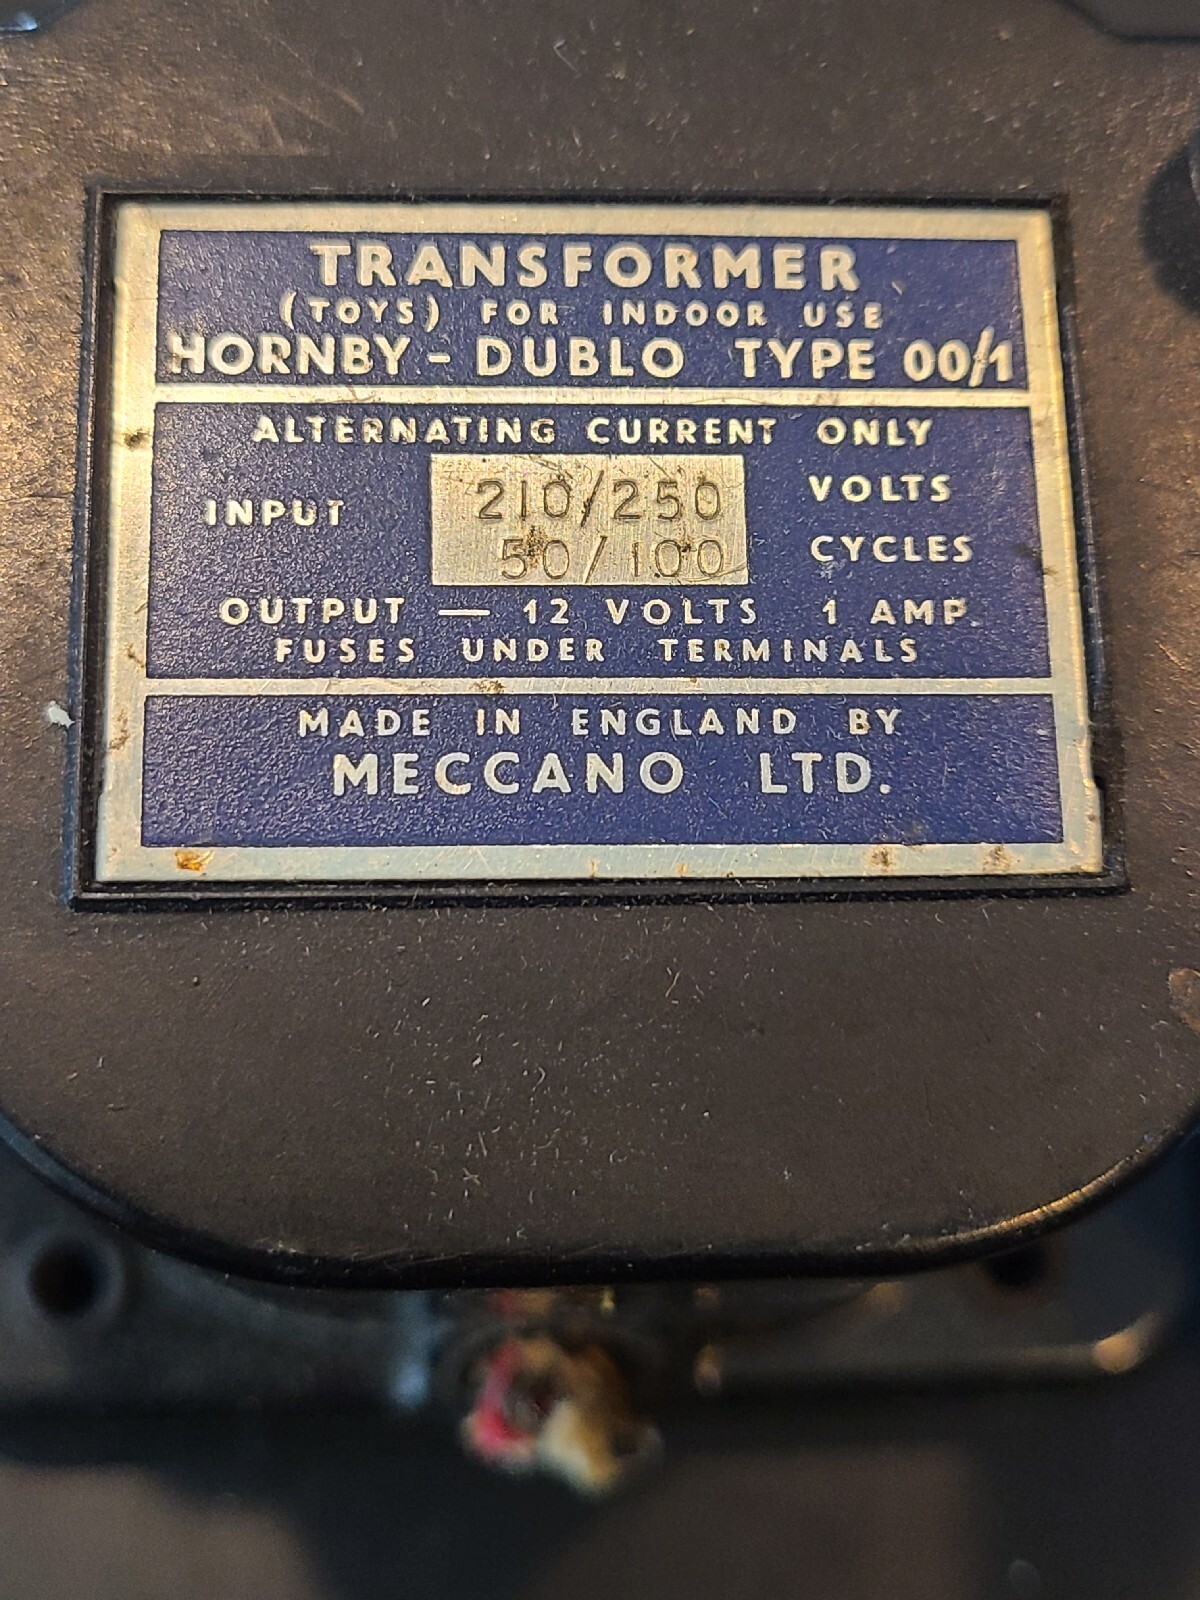 TRANSFORMER
(TOYS) FOR INDOOR USE
HORNBY - DUBLO TYPE 00/1
ALTERNATING CURRENT ONLY
INPUT 210/250 VOLTS
50/100 CYCLES
OUTPUT — 12 VOLTS 1 AMP.
FUSES UNDER TERMINALS
MADE IN ENGLAND BY
MECCANO LTD.